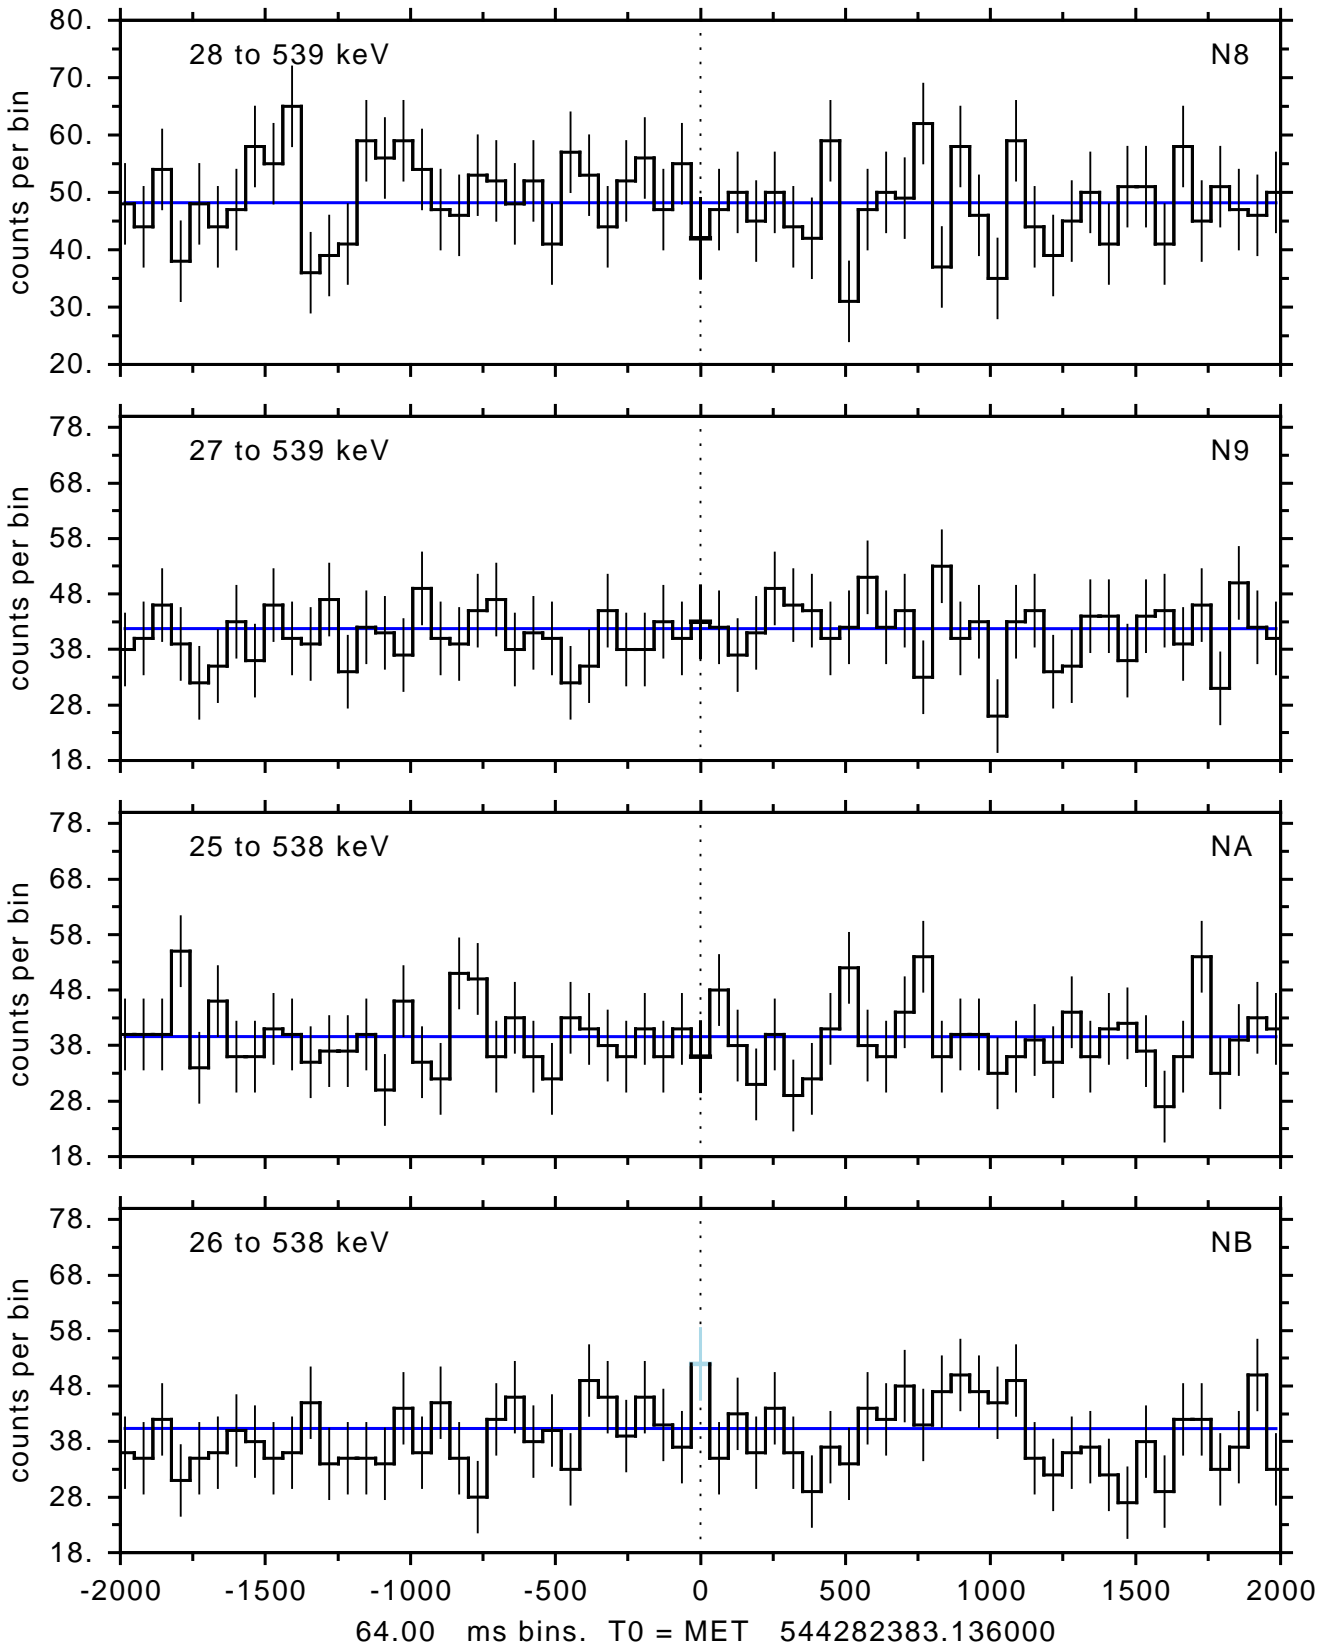 80.
28 to 539 keV
N8
70.
60.
50.
40.
30.
20.
counts per bin
78.
27 to 539 keV
N9
68.
58.
48.
38.
28.
18.
counts per bin
78.
25 to 538 keV
NA
68.
58.
48.
38.
28.
18.
counts per bin
78.
26 to 538 keV
NB
68.
58.
48.
38.
28.
18.
counts per bin
-2000 -1500 -1000 -500 0 500 1000 1500 2000
64.00 ms bins. T0 = MET 544282383.136000